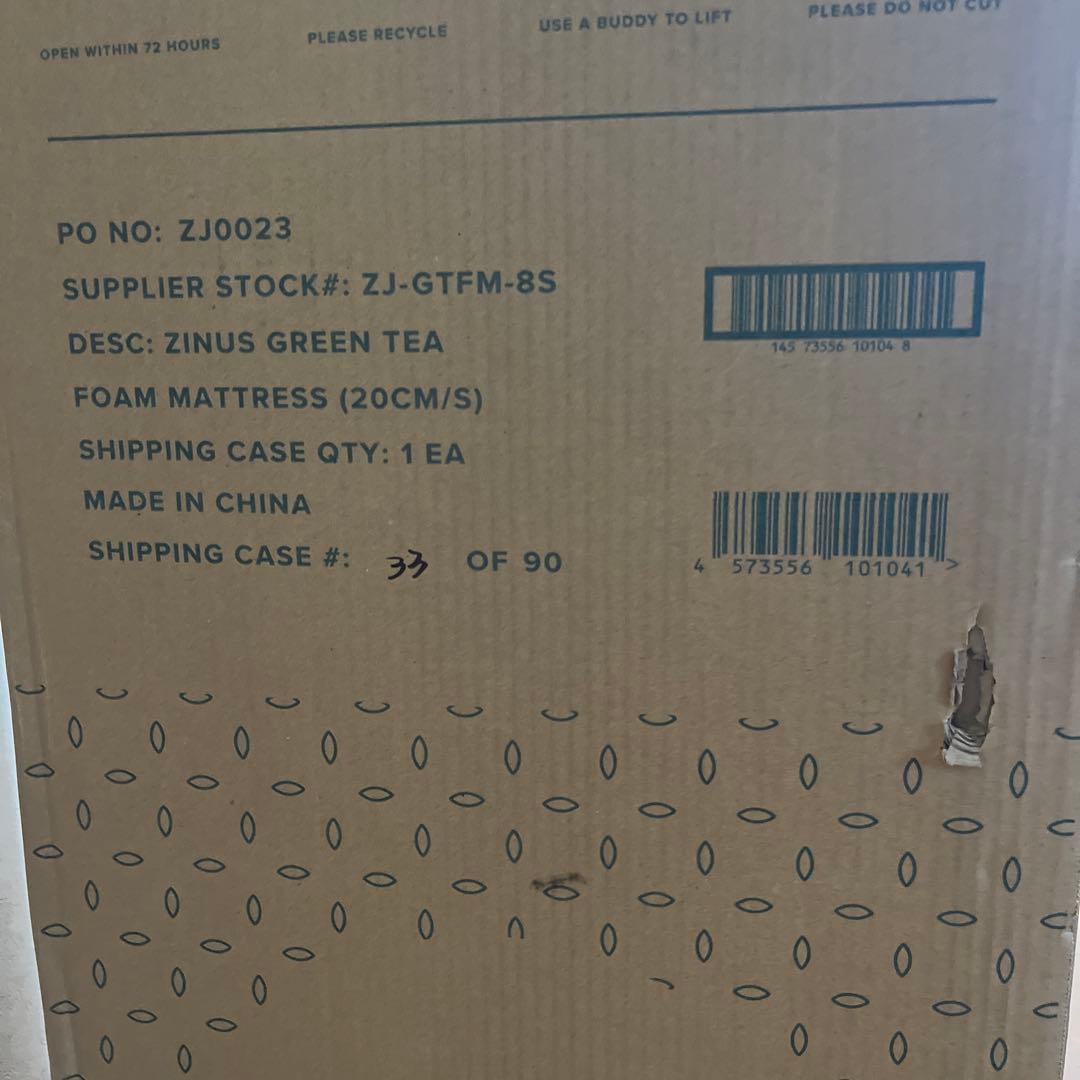 OPEN WITHIN 72 HOURS
PLEASE RECYCLE
USE A BUDDY TO LIFT
PLEASE DO NOT CUT
PO NO: ZJ0023
SUPPLIER STOCK#: ZJ-GTFM-8S
DESC: ZINUS GREEN TEA
FOAM MATTRESS (20CM/S)
SHIPPING CASE QTY: 1 EA
MADE IN CHINA
SHIPPING CASE #: 33 OF 90
145 73556 10104 8
4 573556 101041 >